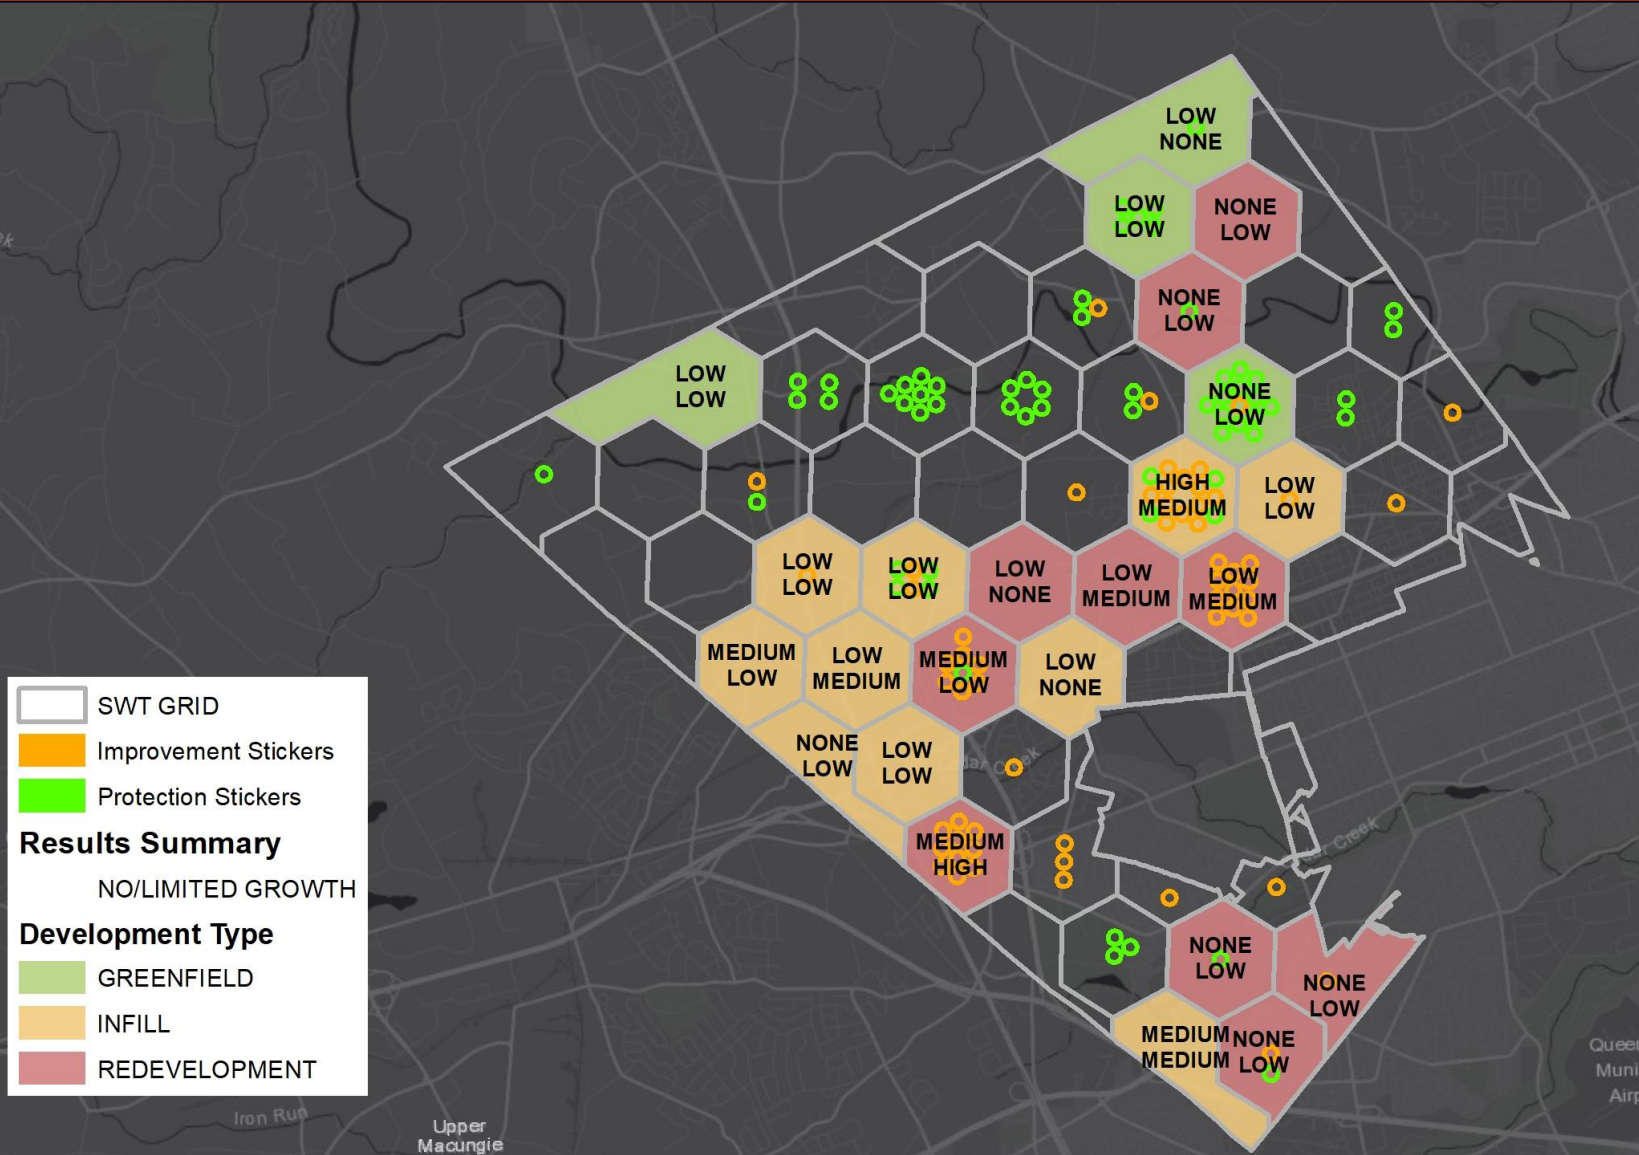 LOW
NONE
LOW
LOW
NONE
LOW
NONE
LOW
LOW
LOW
NONE
LOW
HIGH
MEDIUM
LOW
LOW
LOW
LOW
LOW
LOW
LOW
NONE
LOW
MEDIUM
LOW
MEDIUM
MEDIUM
LOW
LOW
MEDIUM
MEDIUM
LOW
LOW
NONE
NONE
LOW
LOW
LOW
MEDIUM
HIGH
NONE
LOW
NONE
LOW
MEDIUM
MEDIUM
NONE
LOW
SWT GRID
Improvement Stickers
Protection Stickers
Results Summary
NO/LIMITED GROWTH
Development Type
GREENFIELD
INFILL
REDEVELOPMENT
Iron Run
Upper
Macungie
Creek
Creek